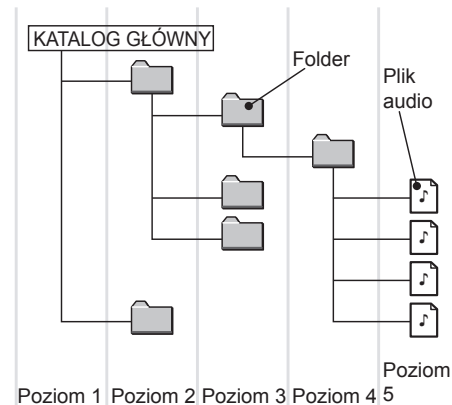 KATALOG GŁÓWNY
Folder
Plik
audio
Poziom 1
Poziom 2
Poziom 3
Poziom 4
Poziom
5